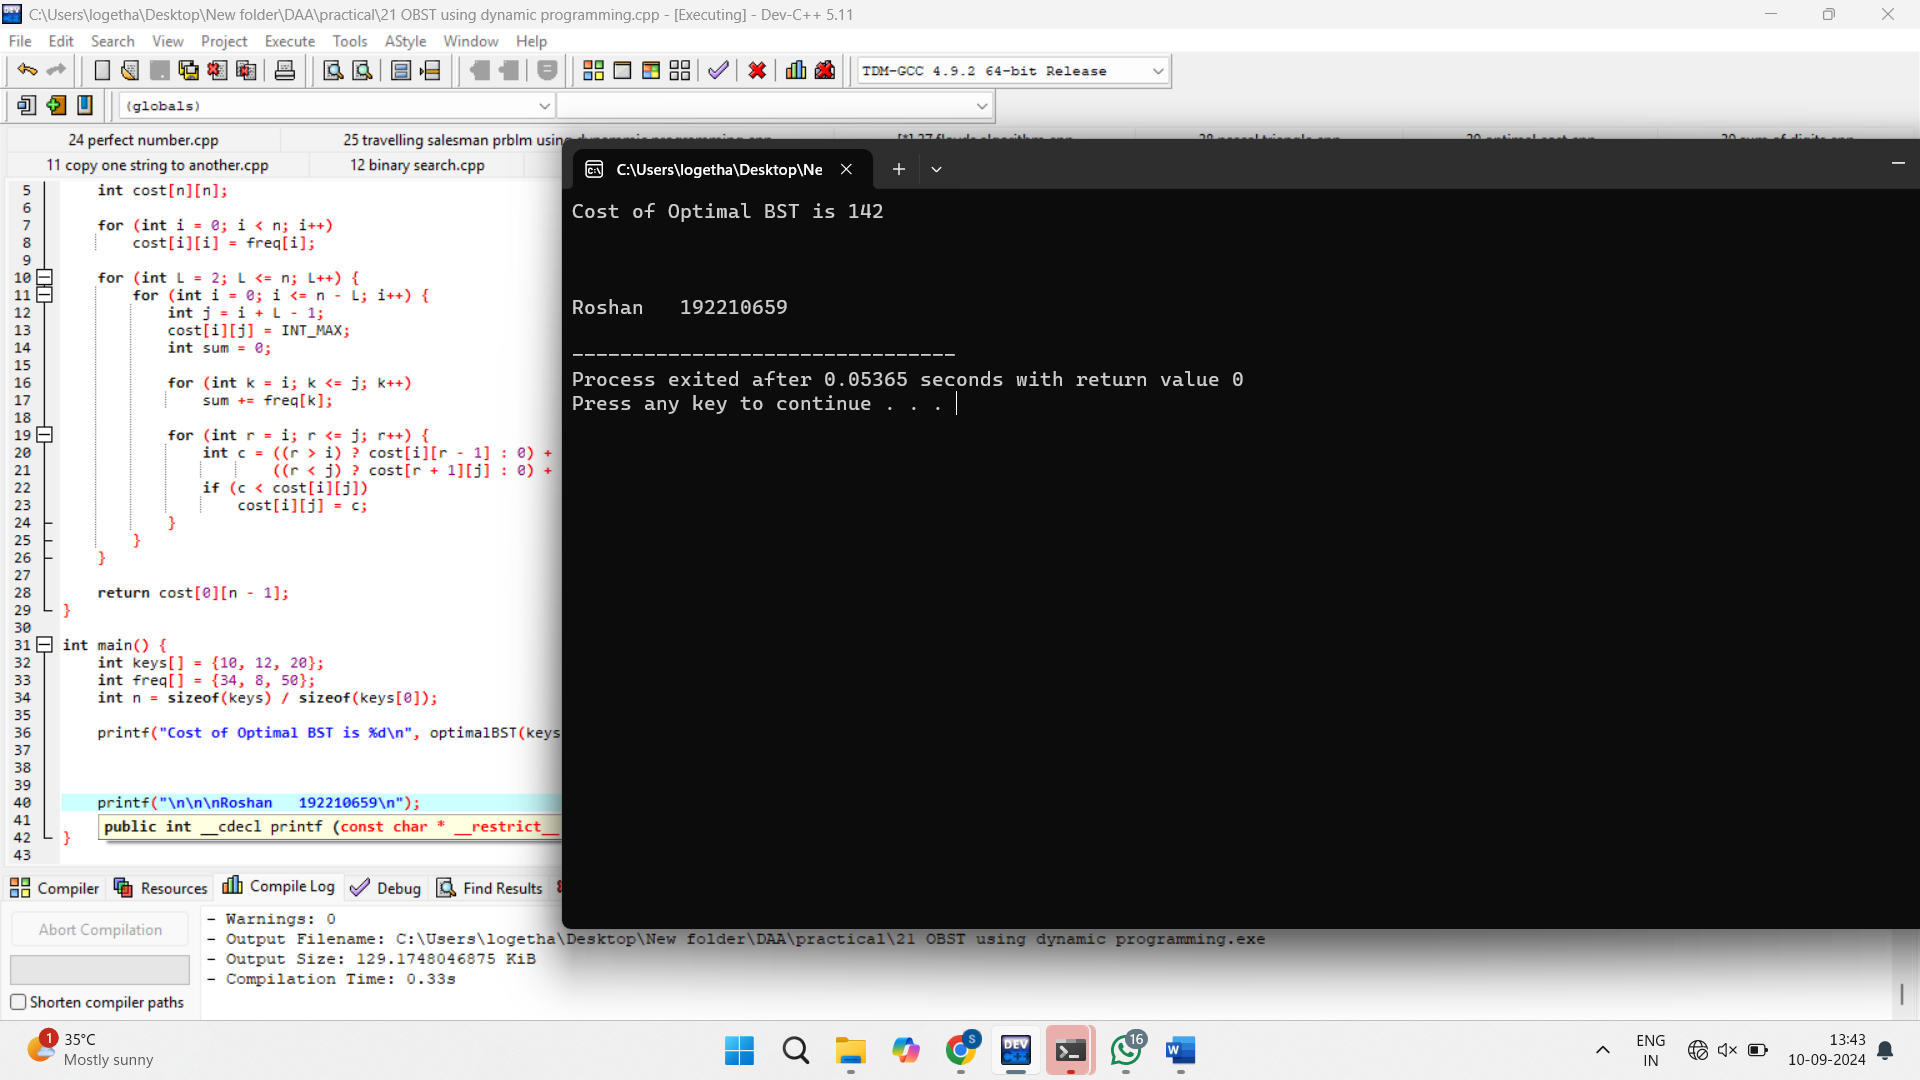 C:\Users\logetha\Desktop\New folder\DAA\practical\21 OBST using dynamic programming.cpp - [Executing] - Dev-C++ 5.11
File Edit Search View Project Execute Tools AStyle Window Help
TDM-GCC 4.9.2 64-bit Release
(globals)
24 perfect number.cpp 25 travelling salesman prblm using
11 copy one string to another.cpp 12 binary search.cpp
5 int cost[n][n];
6
7 for (int i = 0; i < n; i++)
8 cost[i][i] = freq[i];
9
10 for (int L = 2; L <= n; L++) {
11 for (int i = 0; i <= n - L; i++) {
12 int j = i + L - 1;
13 cost[i][j] = INT_MAX;
14 int sum = 0;
15
16 for (int k = i; k <= j; k++)
17 sum += freq[k];
18
19 for (int r = i; r <= j; r++) {
20 int c = ((r > i) ? cost[i][r - 1] : 0) +
21 ((r < j) ? cost[r + 1][j] : 0) +
22 if (c < cost[i][j])
23 cost[i][j] = c;
24 }
25 }
26 }
27
28 return cost[0][n - 1];
29 }
30
31 int main() {
32 int keys[] = {10, 12, 20};
33 int freq[] = {34, 8, 50};
34 int n = sizeof(keys) / sizeof(keys[0]);
35
36 printf("Cost of Optimal BST is %d\n", optimalBST(keys
37
38
39
40 printf("\n\n\nRoshan   192210659\n");
41 public int __cdecl printf (const char * __restrict__
42 }
43
C:\Users\logetha\Desktop\Ne
Cost of Optimal BST is 142
Roshan   192210659
--------------------------------
Process exited after 0.05365 seconds with return value 0
Press any key to continue . . .
Compiler Resources Compile Log Debug Find Results
Abort Compilation
Shorten compiler paths
- Warnings: 0
- Output Filename: C:\Users\logetha\Desktop\New folder\DAA\practical\21 OBST using dynamic programming.exe
- Output Size: 129.1748046875 KiB
- Compilation Time: 0.33s
1
35°C
Mostly sunny
S
DEV
16
W
ENG
IN
13:43
10-09-2024